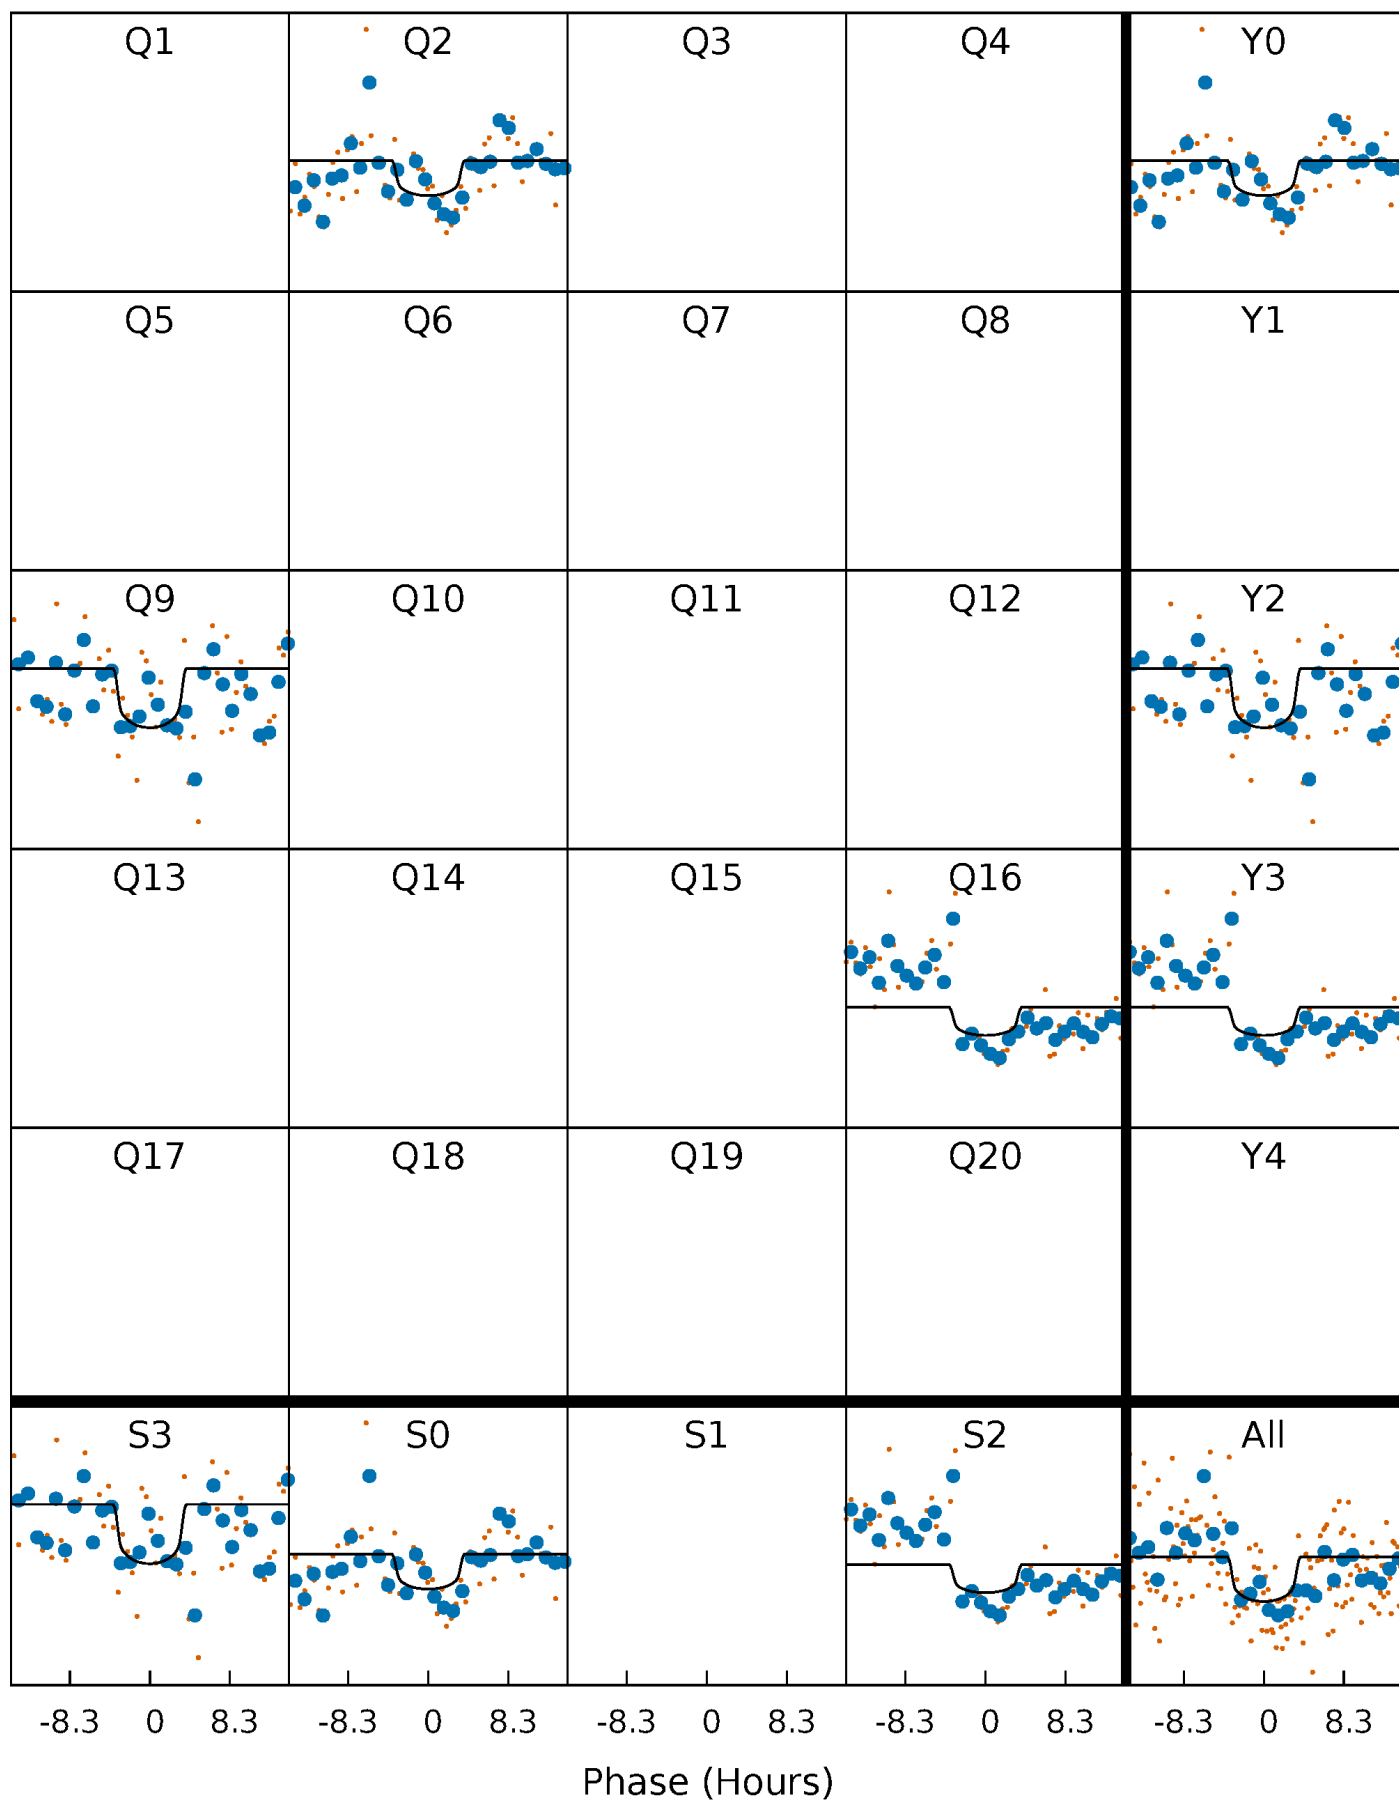 Q1 Q2 Q3 Q4 Y0
Q5 Q6 Q7 Q8 Y1
Q9 Q10 Q11 Q12 Y2
Q13 Q14 Q15 Q16 Y3
Q17 Q18 Q19 Q20 Y4
S3 S0 S1 S2 All
-8.3 0 8.3 -8.3 0 8.3 -8.3 0 8.3 -8.3 0 8.3 -8.3 0 8.3
Phase (Hours)